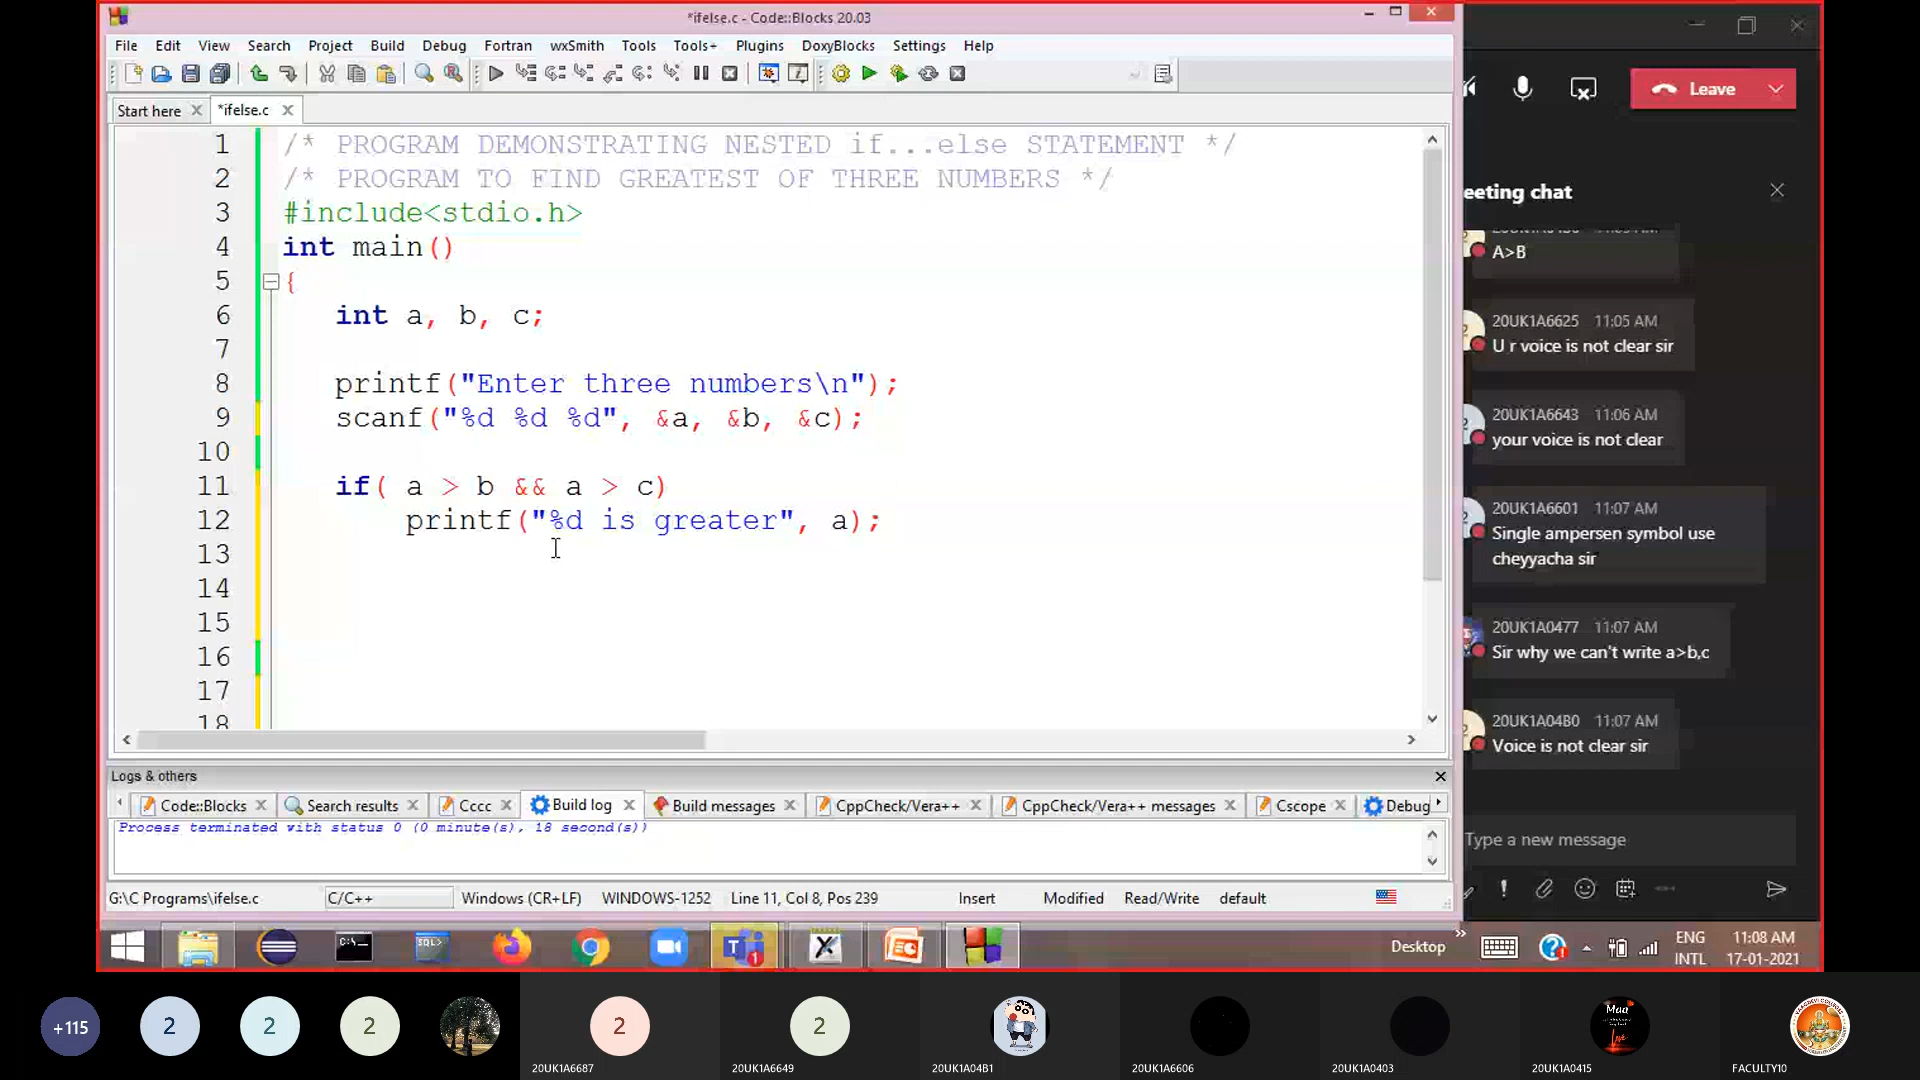 *ifelse.c - Code::Blocks 20.03
File Edit View Search Project Build Debug Fortran wxSmith Tools Tools+ Plugins DoxyBlocks Settings Help
Start here
*ifelse.c
1 /* PROGRAM DEMONSTRATING NESTED if...else STATEMENT */
2 /* PROGRAM TO FIND GREATEST OF THREE NUMBERS */
3 #include<stdio.h>
4 int main()
5 {
6 int a, b, c;
7
8 printf("Enter three numbers\n");
9 scanf("%d %d %d", &a, &b, &c);
10
11 if( a > b && a > c)
12 printf("%d is greater", a);
13
14
15
16
17
18
Logs & others
Code::Blocks Search results Cccc Build log Build messages CppCheck/Vera++ CppCheck/Vera++ messages Cscope Debug
Process terminated with status 0 (0 minute(s), 18 second(s))
G:\C Programs\ifelse.c C/C++ Windows (CR+LF) WINDOWS-1252 Line 11, Col 8, Pos 239 Insert Modified Read/Write default
Leave
eeting chat
A>B
20UK1A6625 11:05 AM
U r voice is not clear sir
20UK1A6643 11:06 AM
your voice is not clear
20UK1A6601 11:07 AM
Single ampersen symbol use
cheyyacha sir
20UK1A0477 11:07 AM
Sir why we can't write a>b,c
20UK1A04B0 11:07 AM
Voice is not clear sir
Type a new message
Desktop
ENG
INTL
11:08 AM
17-01-2021
+115
2
2
2
2
20UK1A6687
2
20UK1A6649
20UK1A04B1
20UK1A6606
20UK1A0403
Maa
Love
20UK1A0415
FACULTY10